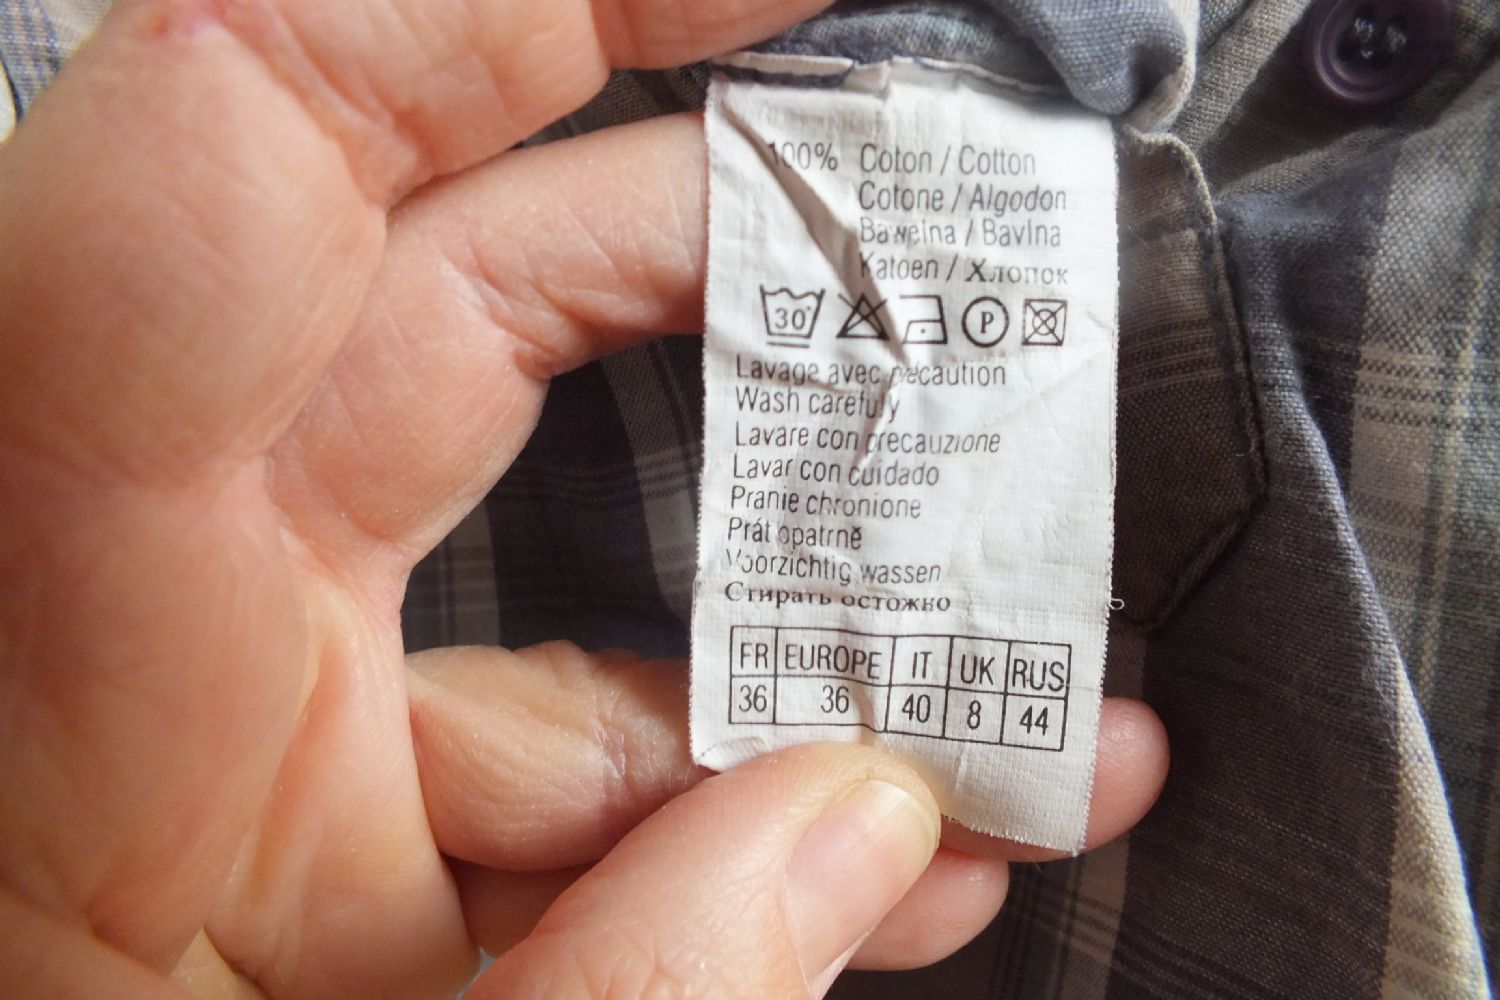 100% Coton / Cotton
Cotone / Algodon
Bawelna / Bavlna
Katoen / Хлопок
30° P
Lavage avec précaution
Wash carefully
Lavare con precauzione
Lavar con cuidado
Pranie chronione
Prát opatrně
Voorzichtig wassen
Стирать остожно
FR EUROPE IT UK RUS
36 36 40 8 44